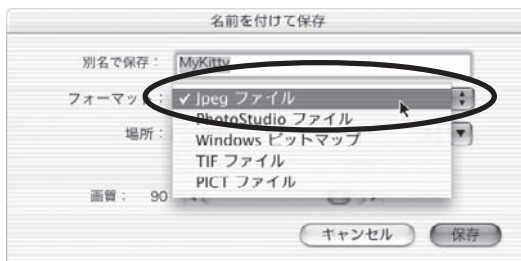 名前を付けて保存
別名で保存： MyKitty
フォーマット： ✓ Jpeg ファイル
PhotoStudio ファイル
場所：
Windows ビットマップ
TIF ファイル
PICT ファイル
画質： 90
キャンセル 保存